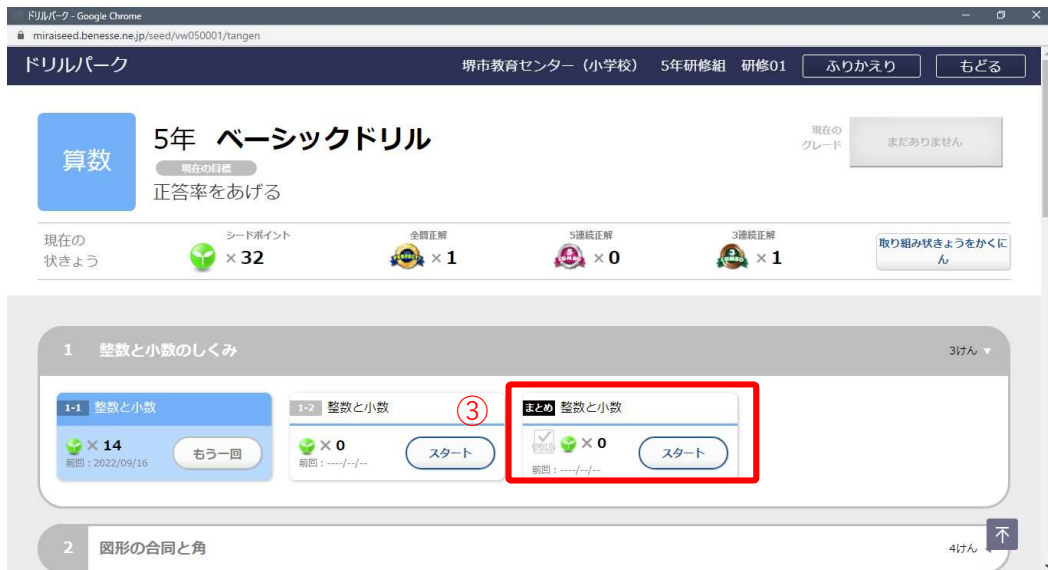 ドリルパーク - Google Chrome
miraiseed.benesse.ne.jp/seed/vw050001/tangen
ドリルパーク 堺市教育センター（小学校） 5年研修組 研修01 ふりかえり もどる
算数
5年 ベーシックドリル
現在の目標
正答率をあげる
現在の
グレード
まだありません
現在の
状きょう
シードポイント
× 32
全問正解
PERFECT × 1
5連続正解
5 COMBO × 0
3連続正解
3 COMBO × 1
取り組み状きょうをかくに
ん
1 整数と小数のしくみ 3けん ▼
1-1 整数と小数
× 14
前回：2022/09/16
もう一回
1-2 整数と小数
× 0
前回：----/--/--
スタート
③
まとめ 整数と小数
× 0
前回：----/--/--
スタート
2 図形の合同と角 4けん